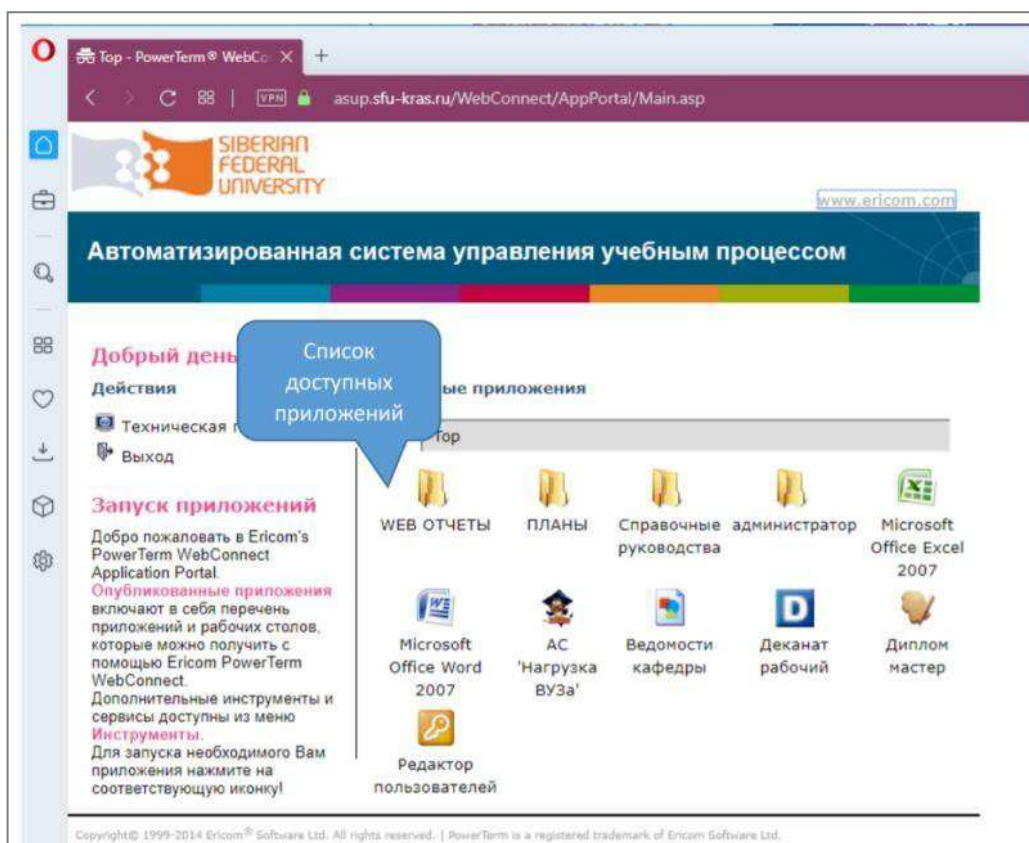 Top - PowerTerm® WebCo
VPN
asup.sfu-kras.ru/WebConnect/AppPortal/Main.asp
SIBERIAN
FEDERAL
UNIVERSITY
www.ericom.com
Автоматизированная система управления учебным процессом
Добрый день
Список
доступных
приложений
Действия
ые приложения
Техническая
Выход
Top
Запуск приложений
Добро пожаловать в Ericom's
PowerTerm WebConnect
Application Portal.
Опубликованные приложения
включают в себя перечень
приложений и рабочих столов,
которые можно получить с
помощью Ericom PowerTerm
WebConnect.
Дополнительные инструменты и
сервисы доступны из меню
Инструменты.
Для запуска необходимого Вам
приложения нажмите на
соответствующую иконку!
WEB ОТЧЕТЫ
ПЛАНЫ
Справочные
руководства
администратор
Microsoft
Office Excel
2007
Microsoft
Office Word
2007
АС
'Нагрузка
ВУЗа'
Ведомости
кафедры
Деканат
рабочий
Диплом
мастер
Редактор
пользователей
Copyright© 1999-2014 Ericom® Software Ltd. All rights reserved. | PowerTerm is a registered trademark of Ericom Software Ltd.